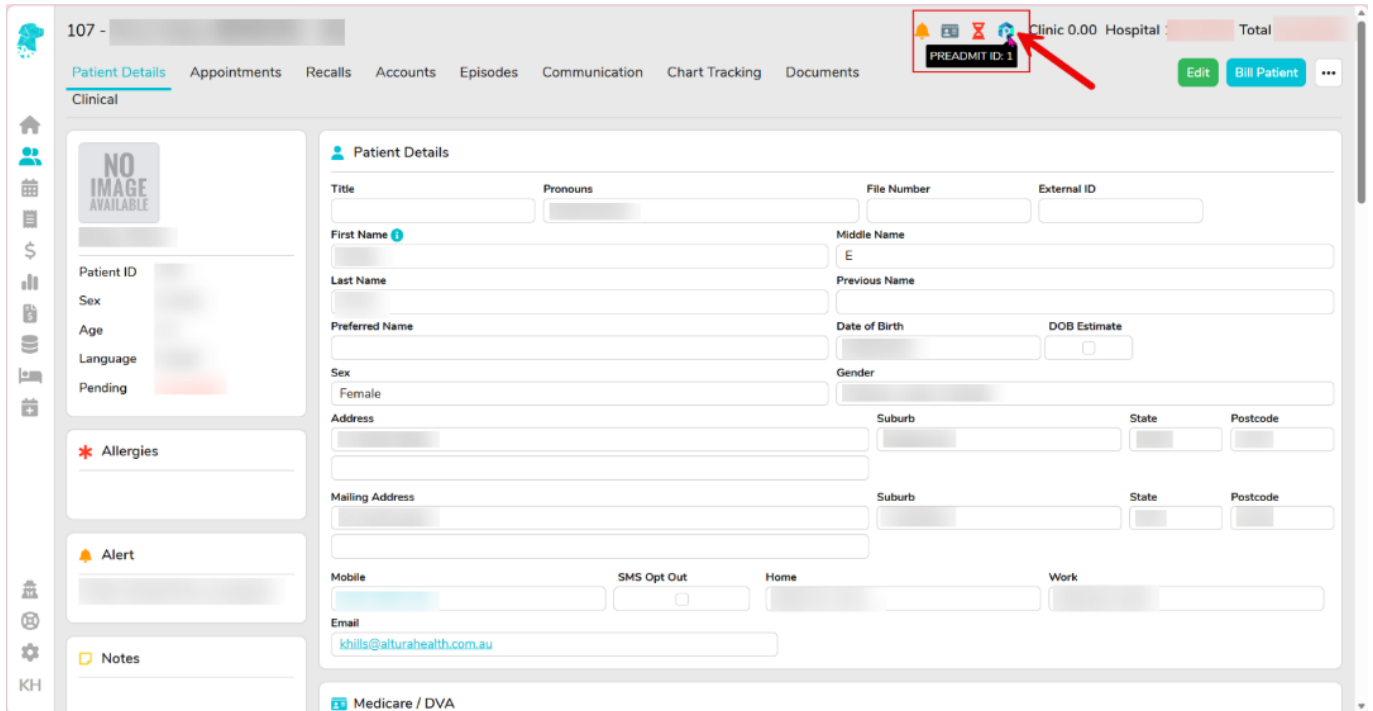 107 -
Clinic 0.00 Hospital Total
PREADMIT ID: 1
Patient Details Appointments Recalls Accounts Episodes Communication Chart Tracking Documents
Edit Bill Patient
Clinical
NO
IMAGE
AVAILABLE
Patient ID
Sex
Age
Language
Pending
Allergies
Alert
Notes
KH
Patient Details
Title Pronouns File Number External ID
First Name Middle Name
E
Last Name Previous Name
Preferred Name Date of Birth DOB Estimate
Sex Gender
Female
Address Suburb State Postcode
Mailing Address Suburb State Postcode
Mobile SMS Opt Out Home Work
Email
khills@alturahealth.com.au
Medicare / DVA